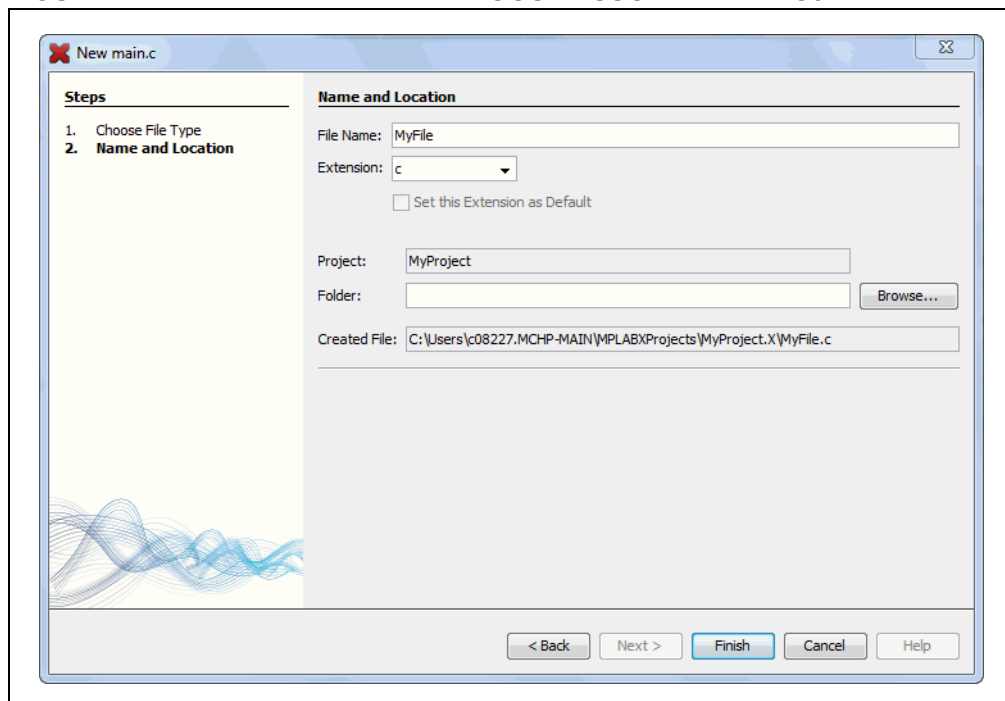 New main.c
Steps
1. Choose File Type
2. Name and Location
Name and Location
File Name: MyFile
Extension: c
Set this Extension as Default
Project: MyProject
Folder:
Browse...
Created File: C:\Users\c08227.MCHP-MAIN\MPLABXProjects\MyProject.X\MyFile.c
< Back Next > Finish Cancel Help